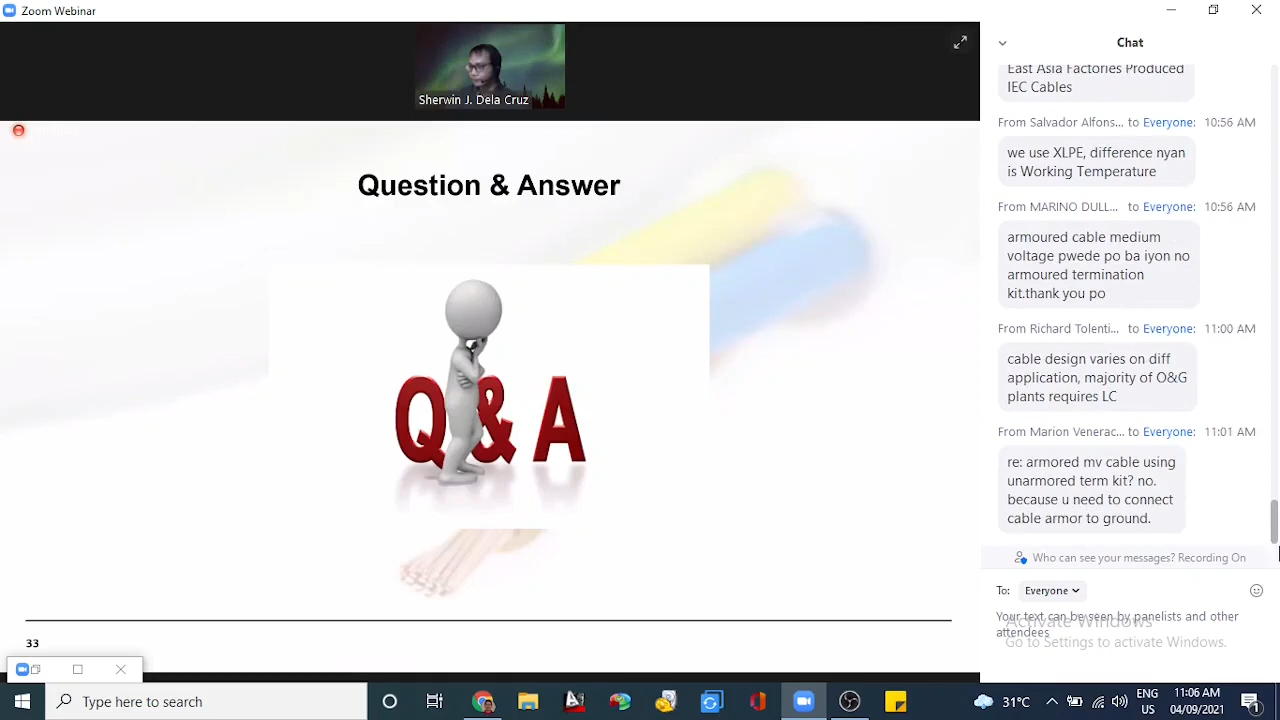 Zoom Webinar
Sherwin J. Dela Cruz
Question & Answer
Q & A
33
Chat
East Asia Factories Produced
IEC Cables
From Salvador Alfons... to Everyone: 10:56 AM
we use XLPE, difference nyan
is Working Temperature
From MARINO DULL... to Everyone: 10:56 AM
armoured cable medium
voltage pwede po ba iyon no
armoured termination
kit.thank you po
From Richard Tolenti... to Everyone: 11:00 AM
cable design varies on diff
application, majority of O&G
plants requires LC
From Marion Venerac... to Everyone: 11:01 AM
re: armored mv cable using
unarmored term kit? no.
because u need to connect
cable armor to ground.
Who can see your messages? Recording On
To: Everyone
Your text can be seen by panelists and other
attendees
Activate Windows
Go to Settings to activate Windows.
Type here to search
31°C
ENG
US
11:06 AM
04/09/2021
1